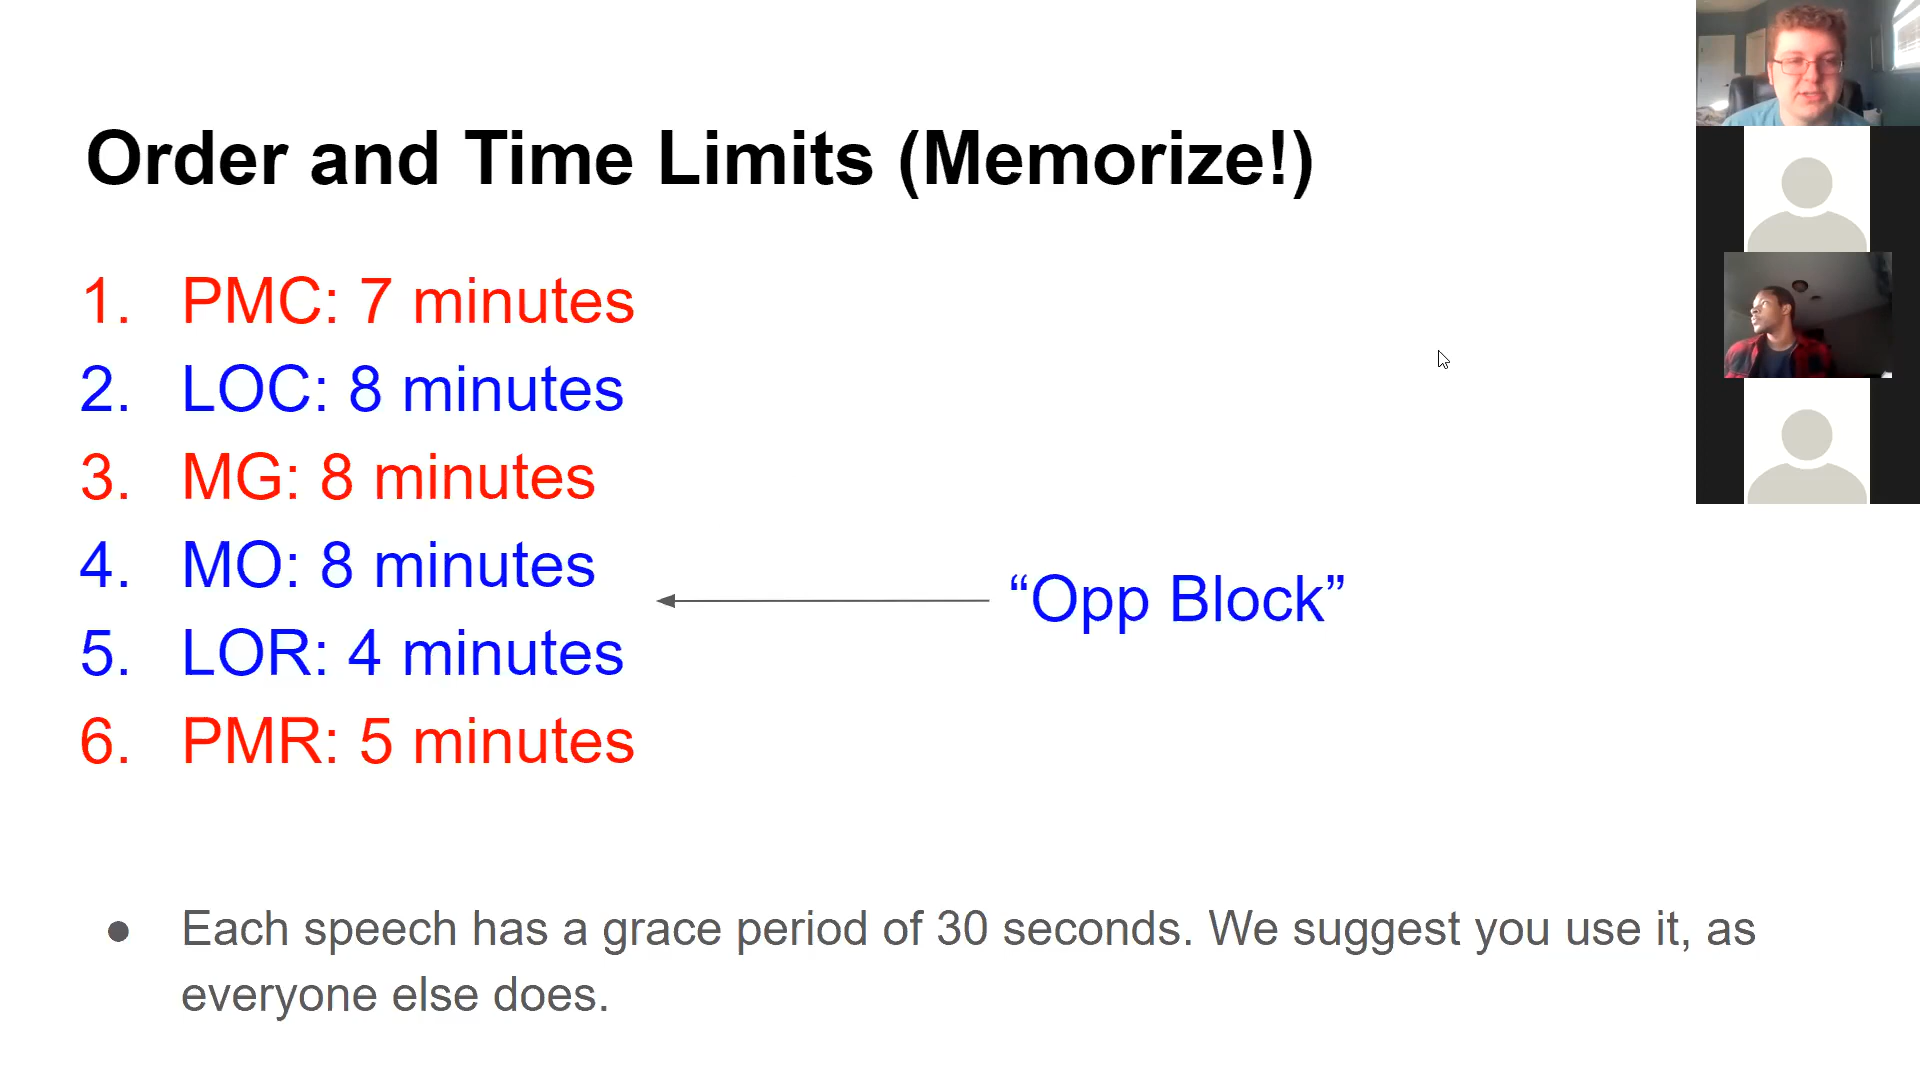 Order and Time Limits (Memorize!)
1. PMC: 7 minutes
2. LOC: 8 minutes
3. MG: 8 minutes
4. MO: 8 minutes
“Opp Block”
5. LOR: 4 minutes
6. PMR: 5 minutes
● Each speech has a grace period of 30 seconds. We suggest you use it, as
everyone else does.